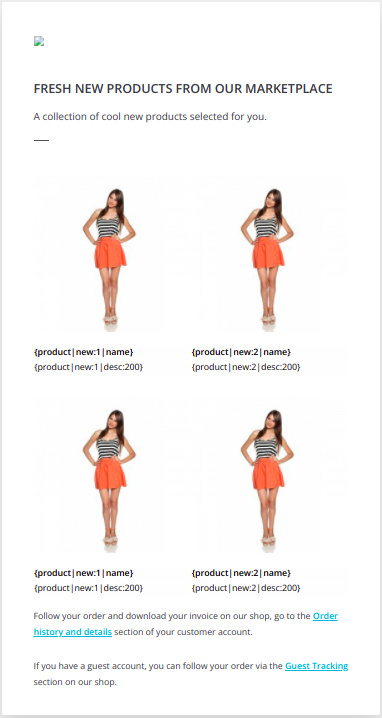 FRESH NEW PRODUCTS FROM OUR MARKETPLACE
A collection of cool new products selected for you.
{product|new:1|name} {product|new:2|name}
{product|new:1|desc:200} {product|new:2|desc:200}
{product|new:1|name} {product|new:2|name}
{product|new:1|desc:200} {product|new:2|desc:200}
Follow your order and download your invoice on our shop, go to the Order
history and details section of your customer account.
If you have a guest account, you can follow your order via the Guest Tracking
section on our shop.